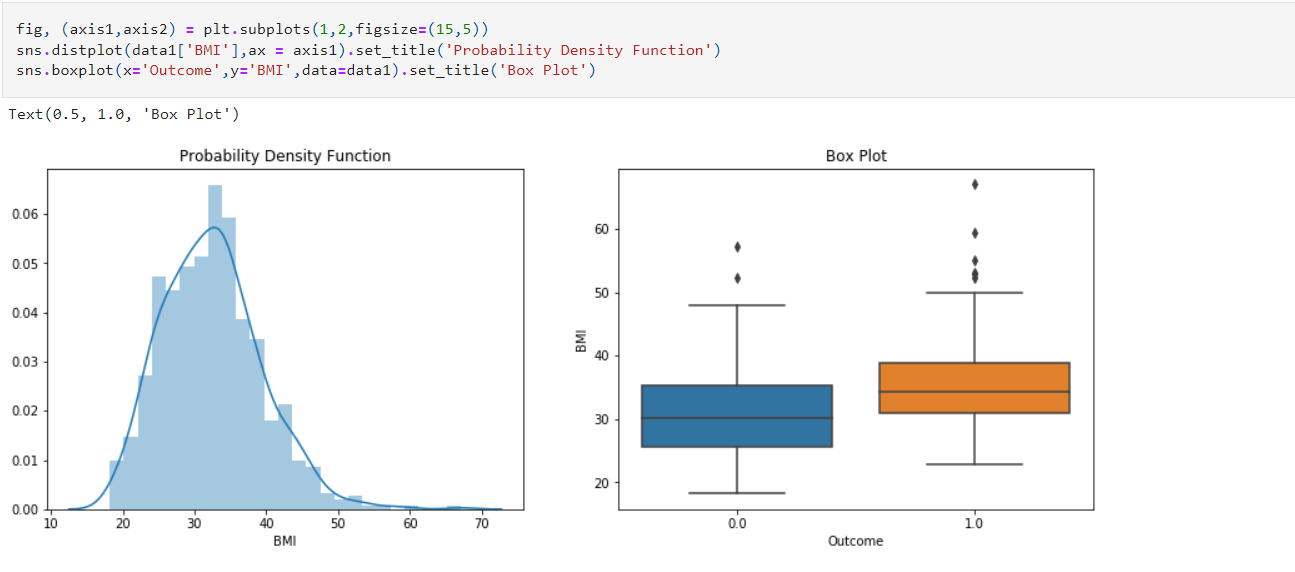 fig, (axis1,axis2) = plt.subplots(1,2,figsize=(15,5))
sns.distplot(data1['BMI'],ax = axis1).set_title('Probability Density Function')
sns.boxplot(x='Outcome',y='BMI',data=data1).set_title('Box Plot')
Text(0.5, 1.0, 'Box Plot')
Probability Density Function
0.06
0.05
0.04
0.03
0.02
0.01
0.00
10 20 30 40 50 60 70
BMI
Box Plot
60
50
40
30
20
BMI
0.0 1.0
Outcome